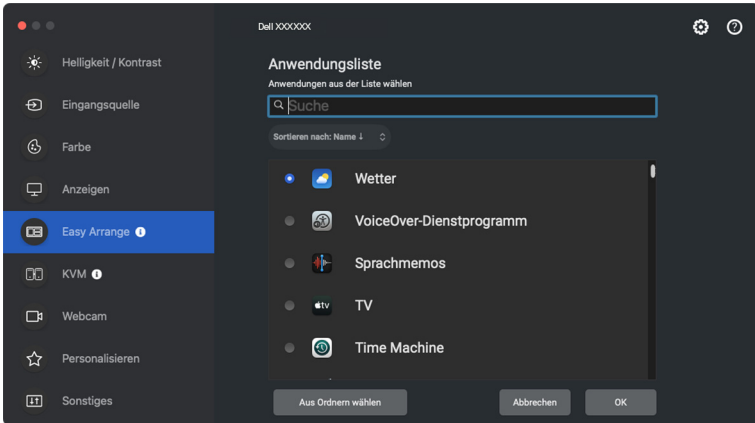 Dell XXXXXX
Helligkeit / Kontrast
Eingangsquelle
Farbe
Anzeigen
Easy Arrange
KVM
Webcam
Personalisieren
Sonstiges
Anwendungsliste
Anwendungen aus der Liste wählen
Suche
Sortieren nach: Name ↓
Wetter
VoiceOver-Dienstprogramm
Sprachmemos
tv
TV
Time Machine
Aus Ordnern wählen
Abbrechen
OK